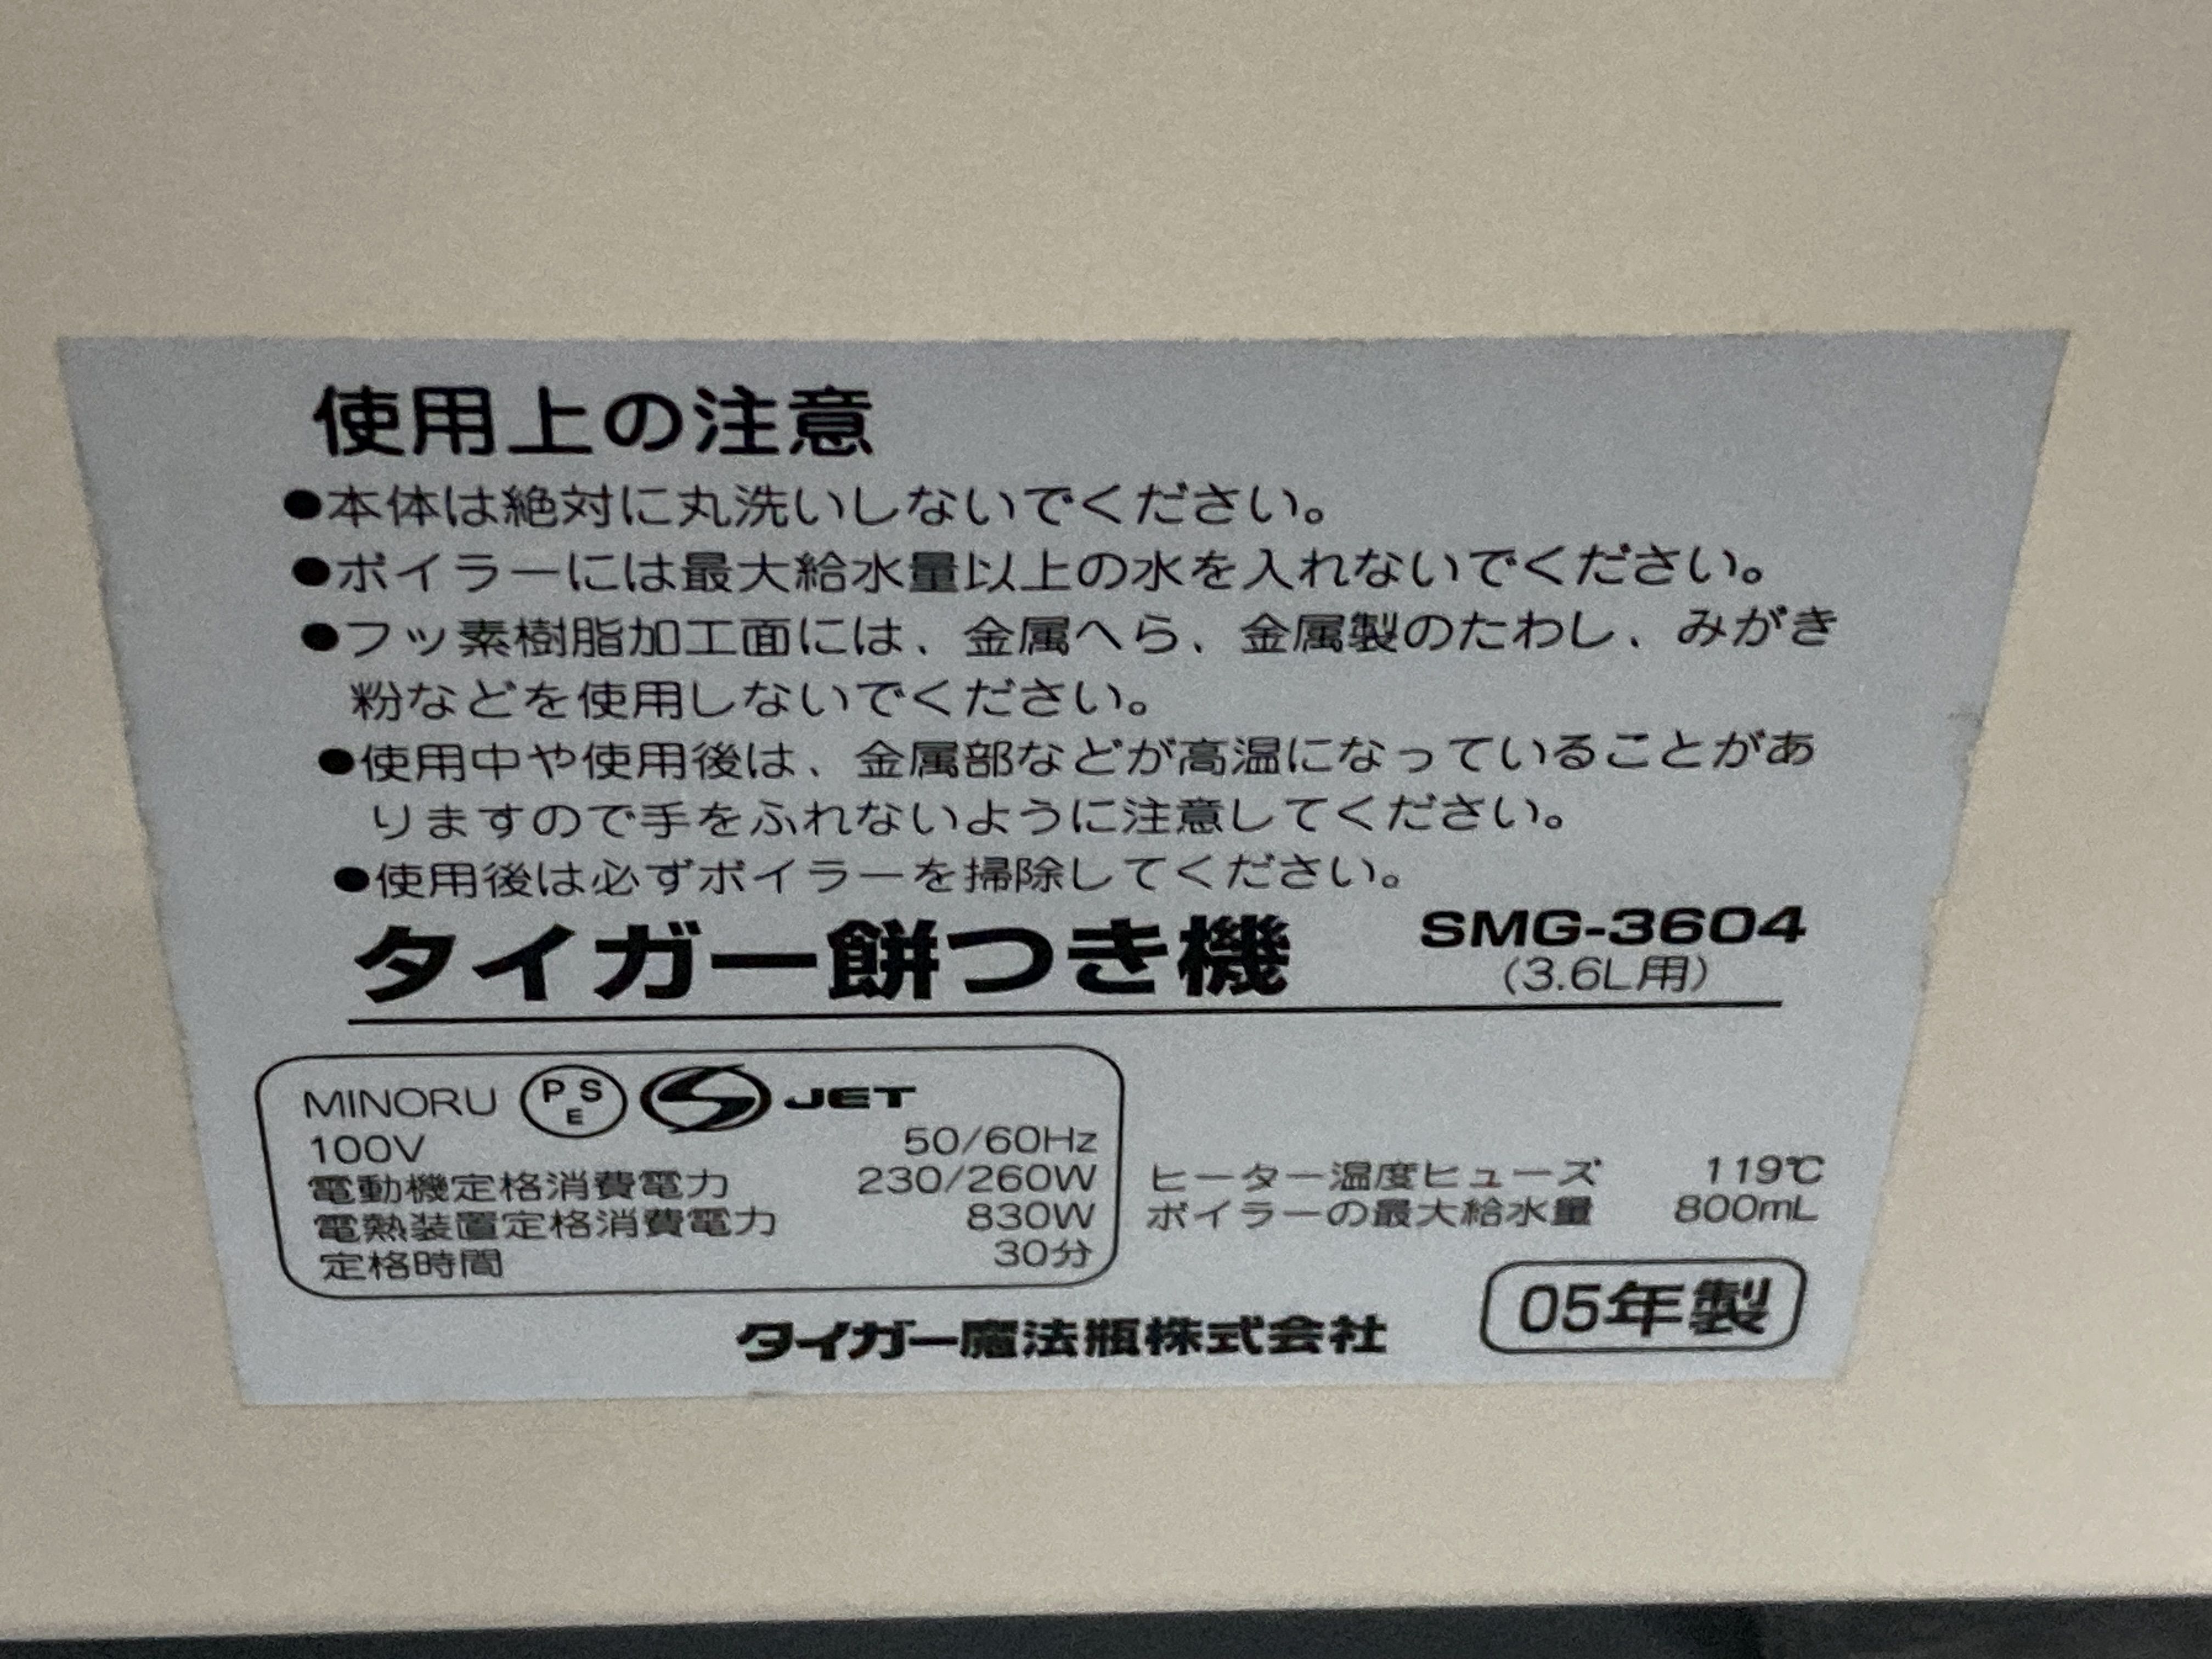 使用上の注意
●本体は絶対に丸洗いしないでください。
●ボイラーには最大給水量以上の水を入れないでください。
●フッ素樹脂加工面には、金属へら、金属製のたわし、みがき
粉などを使用しないでください。
●使用中や使用後は、金属部などが高温になっていることがあ
りますので手をふれないように注意してください。
●使用後は必ずボイラーを掃除してください。
タイガー餅つき機 SMG-3604
(3.6L用)
MINORU PSE JET
100V 50/60Hz
電動機定格消費電力 230/260W
電熱装置定格消費電力 830W
定格時間 30分
ヒーター温度ヒューズ 119℃
ボイラーの最大給水量 800mL
05年製
タイガー魔法瓶株式会社